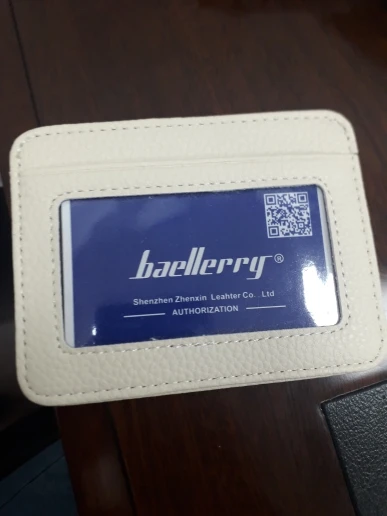 baellerry®
Shenzhen Zhenxin Leahter Co. .Ltd
AUTHORIZATION